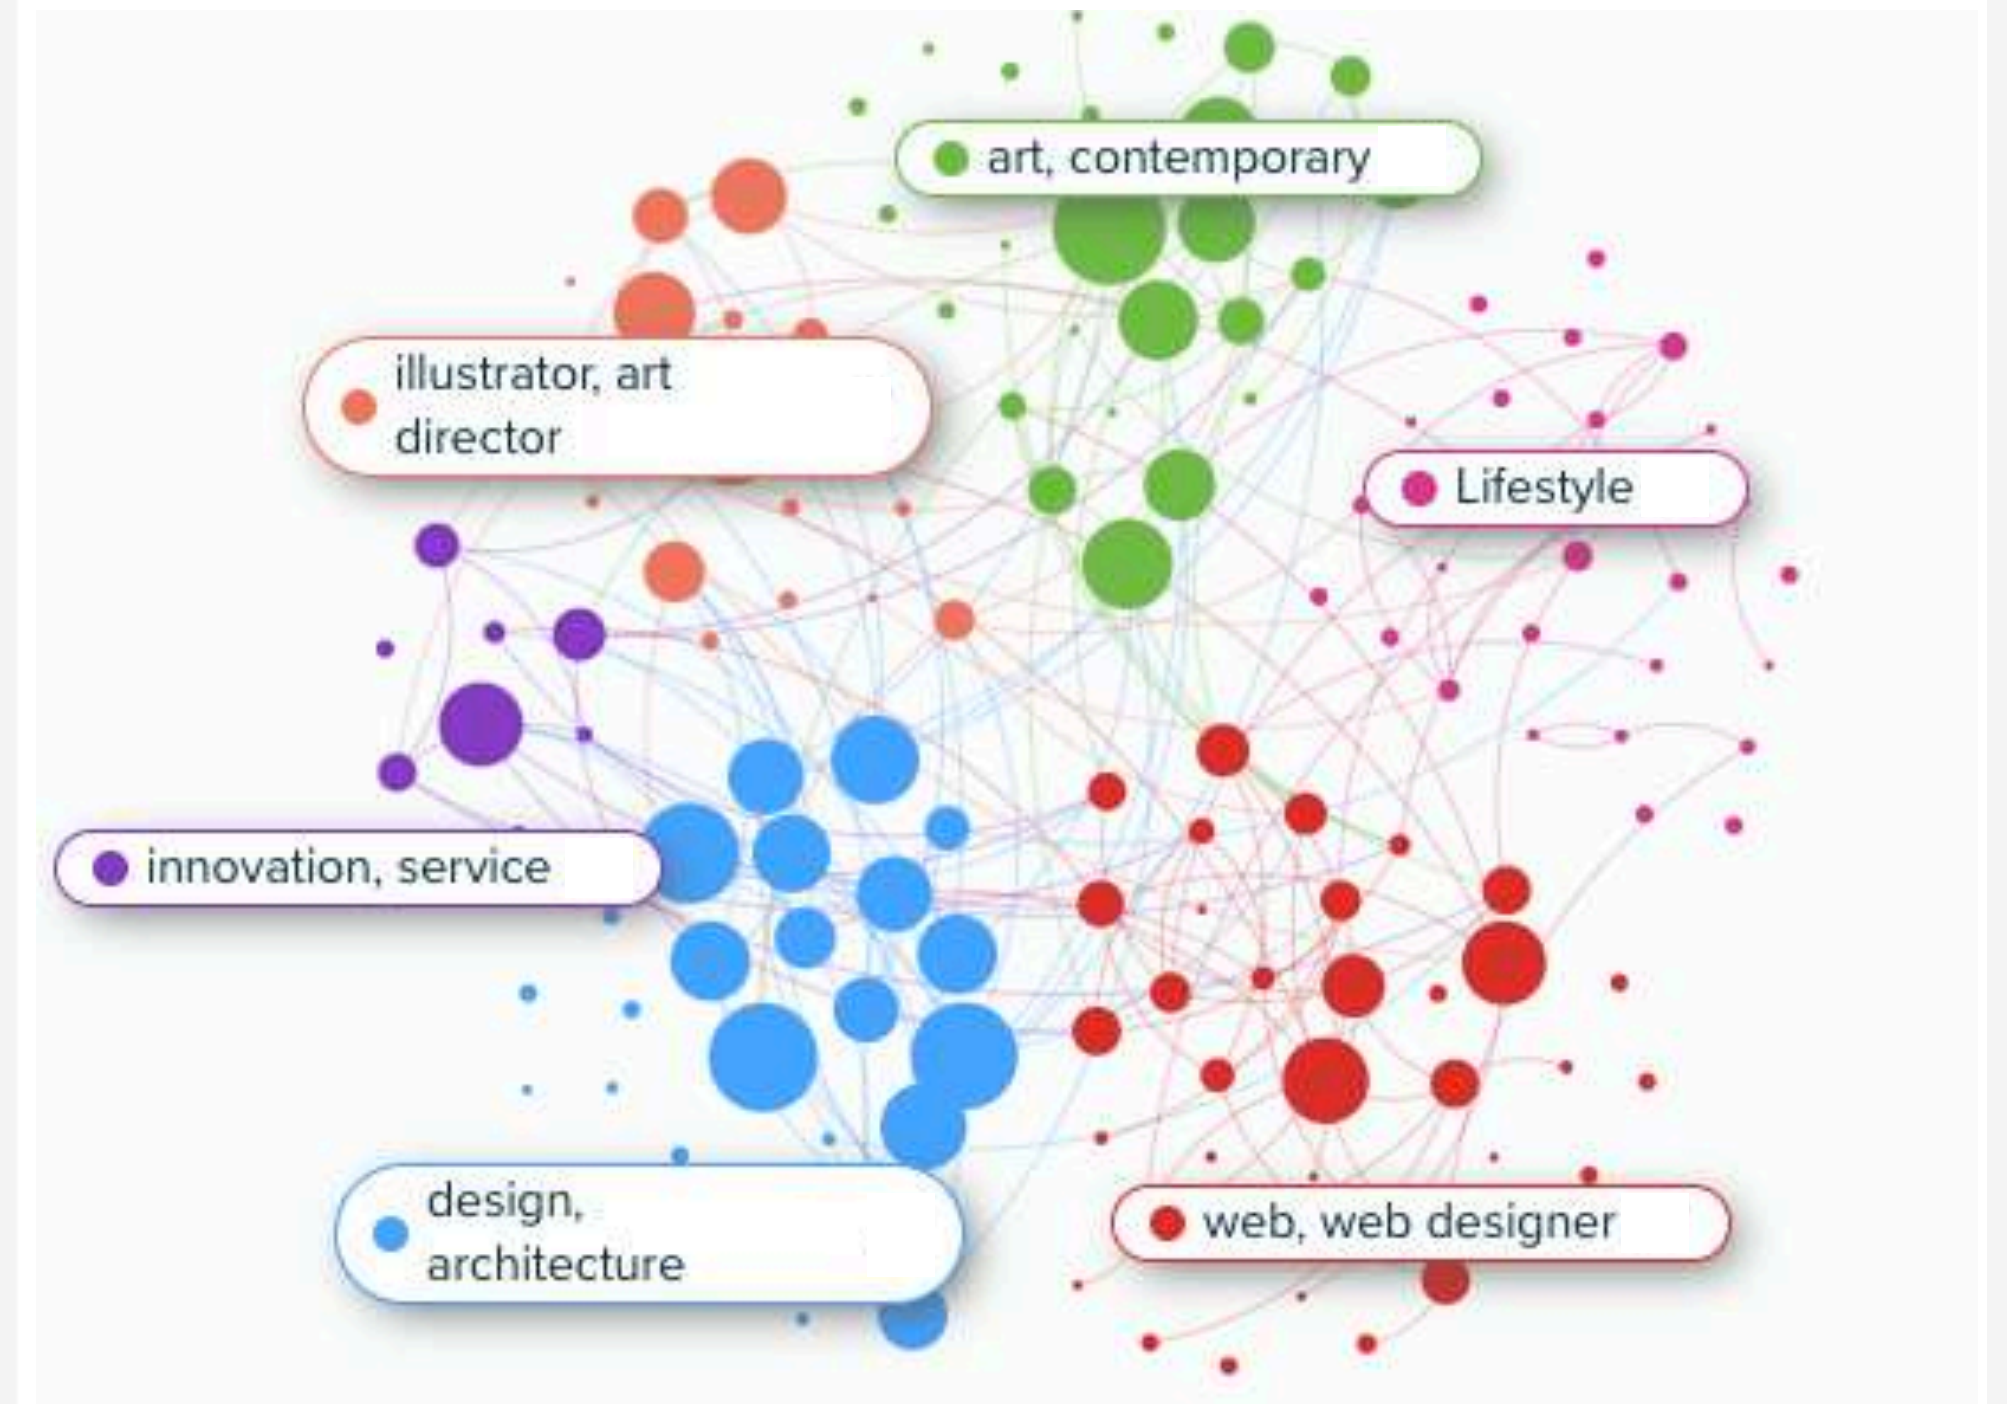 art, contemporary
illustrator, art
director
Lifestyle
innovation, service
design,
architecture
web, web designer